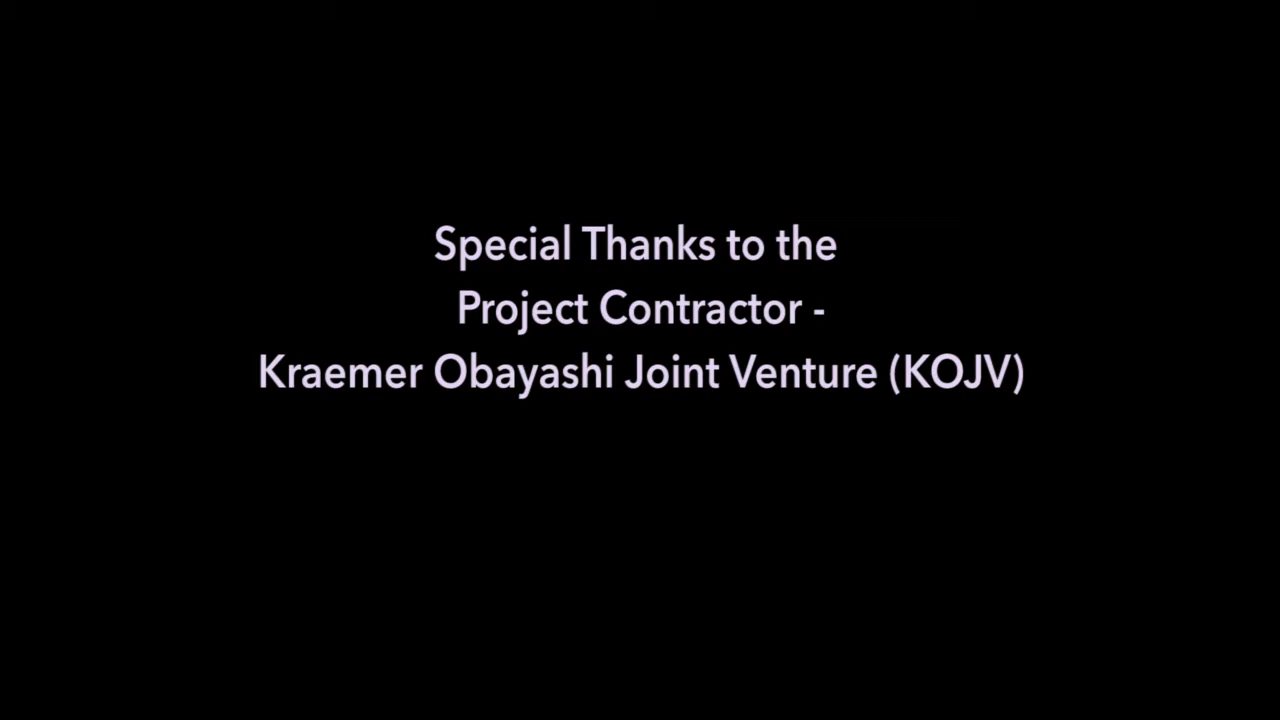 Special Thanks to the
Project Contractor -
Kraemer Obayashi Joint Venture (KOJV)